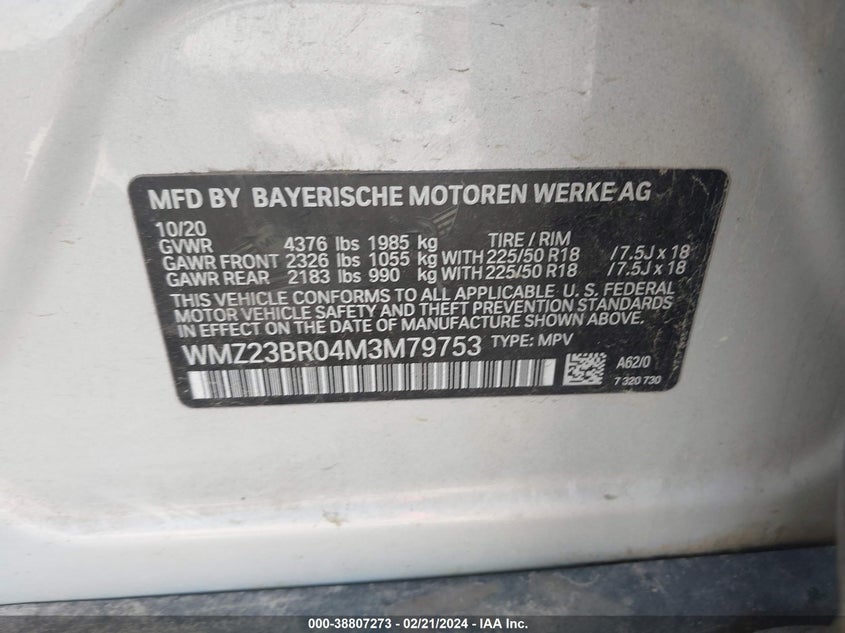 MFD BY BAYERISCHE MOTOREN WERKE AG
10/20
GVWR 4376 lbs 1985 kg TIRE / RIM
GAWR FRONT 2326 lbs 1055 kg WITH 225/50 R18 / 7.5J x 18
GAWR REAR 2183 lbs 990 kg WITH 225/50 R18 / 7.5J x 18
THIS VEHICLE CONFORMS TO ALL APPLICABLE U. S. FEDERAL
MOTOR VEHICLE SAFETY AND THEFT PREVENTION STANDARDS
IN EFFECT ON THE DATE OF MANUFACTURE SHOWN ABOVE.
WMZ23BR04M3M79753 TYPE: MPV
A62/0
7 320 730
000-38807273 - 02/21/2024 - IAA Inc.